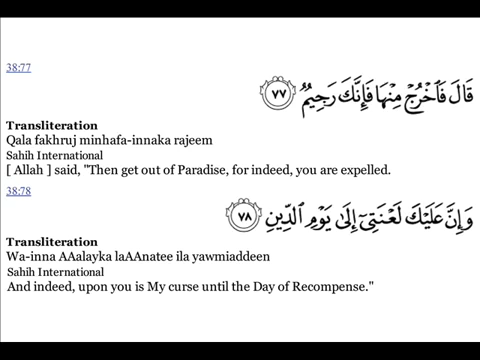 38:77
قَالَ فَٱخۡرُجۡ مِنۡهَا فَإِنَّكَ رَجِيمٞ ٧٧
Transliteration
Qala fakhruj minhafa-innaka rajeem
Sahih International
[ Allah ] said, "Then get out of Paradise, for indeed, you are expelled.
38:78
وَإِنَّ عَلَيۡكَ لَعۡنَتِيٓ إِلَىٰ يَوۡمِ ٱلدِّينِ ٧٨
Transliteration
Wa-inna AAalayka laAAnatee ila yawmiaddeen
Sahih International
And indeed, upon you is My curse until the Day of Recompense."